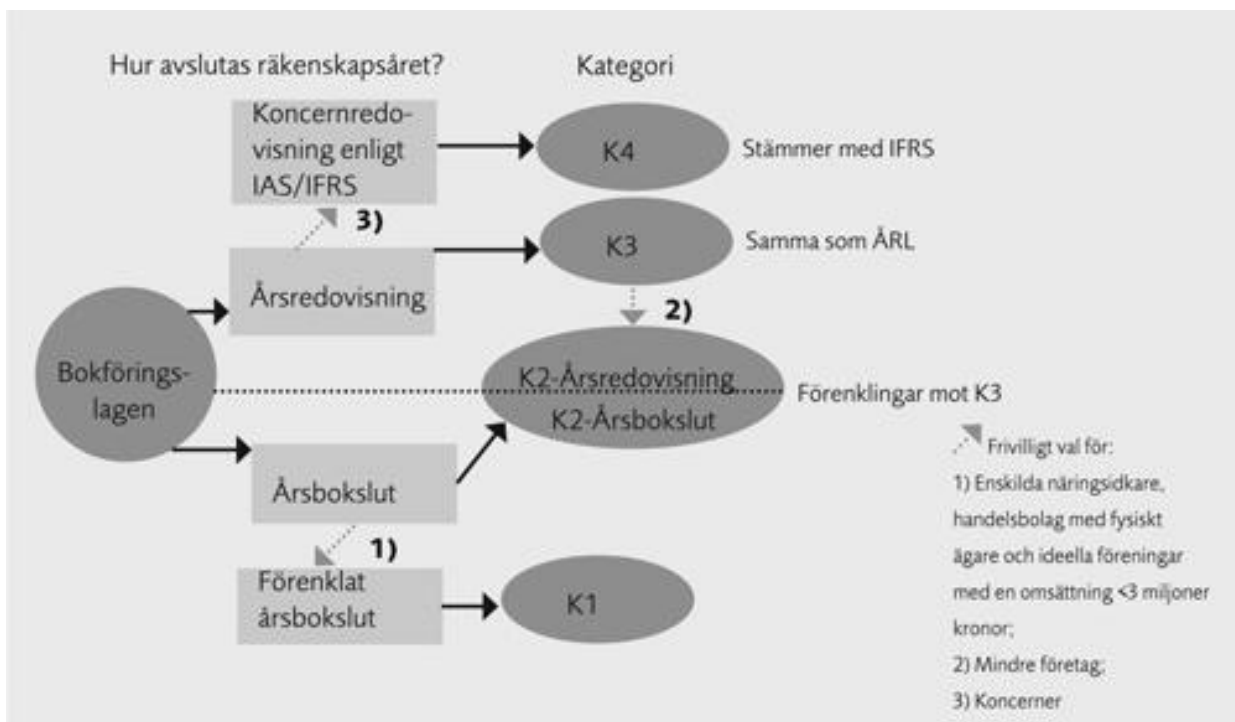 Hur avslutas räkenskapsåret?
Kategori
Koncernredo-
visning enligt
IAS/IFRS
K4
Stämmer med IFRS
3)
K3
Samma som ÅRL
Årsredovisning
2)
Bokförings-
lagen
K2-Årsredovisning
K2-Årsbokslut
Förenklingar mot K3
Årsbokslut
1)
Förenklat
årsbokslut
K1
Frivilligt val för:
1) Enskilda näringsidkare,
handelsbolag med fysiskt
ägare och ideella föreningar
med en omsättning <3 miljoner
kronor;
2) Mindre företag;
3) Koncerner